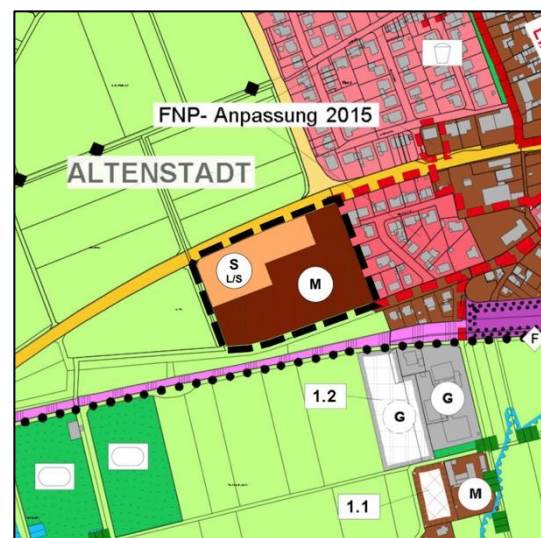 FNP- Anpassung 2015
ALTENSTADT
S
L/S
M
F
1.2
G
G
1.1
M